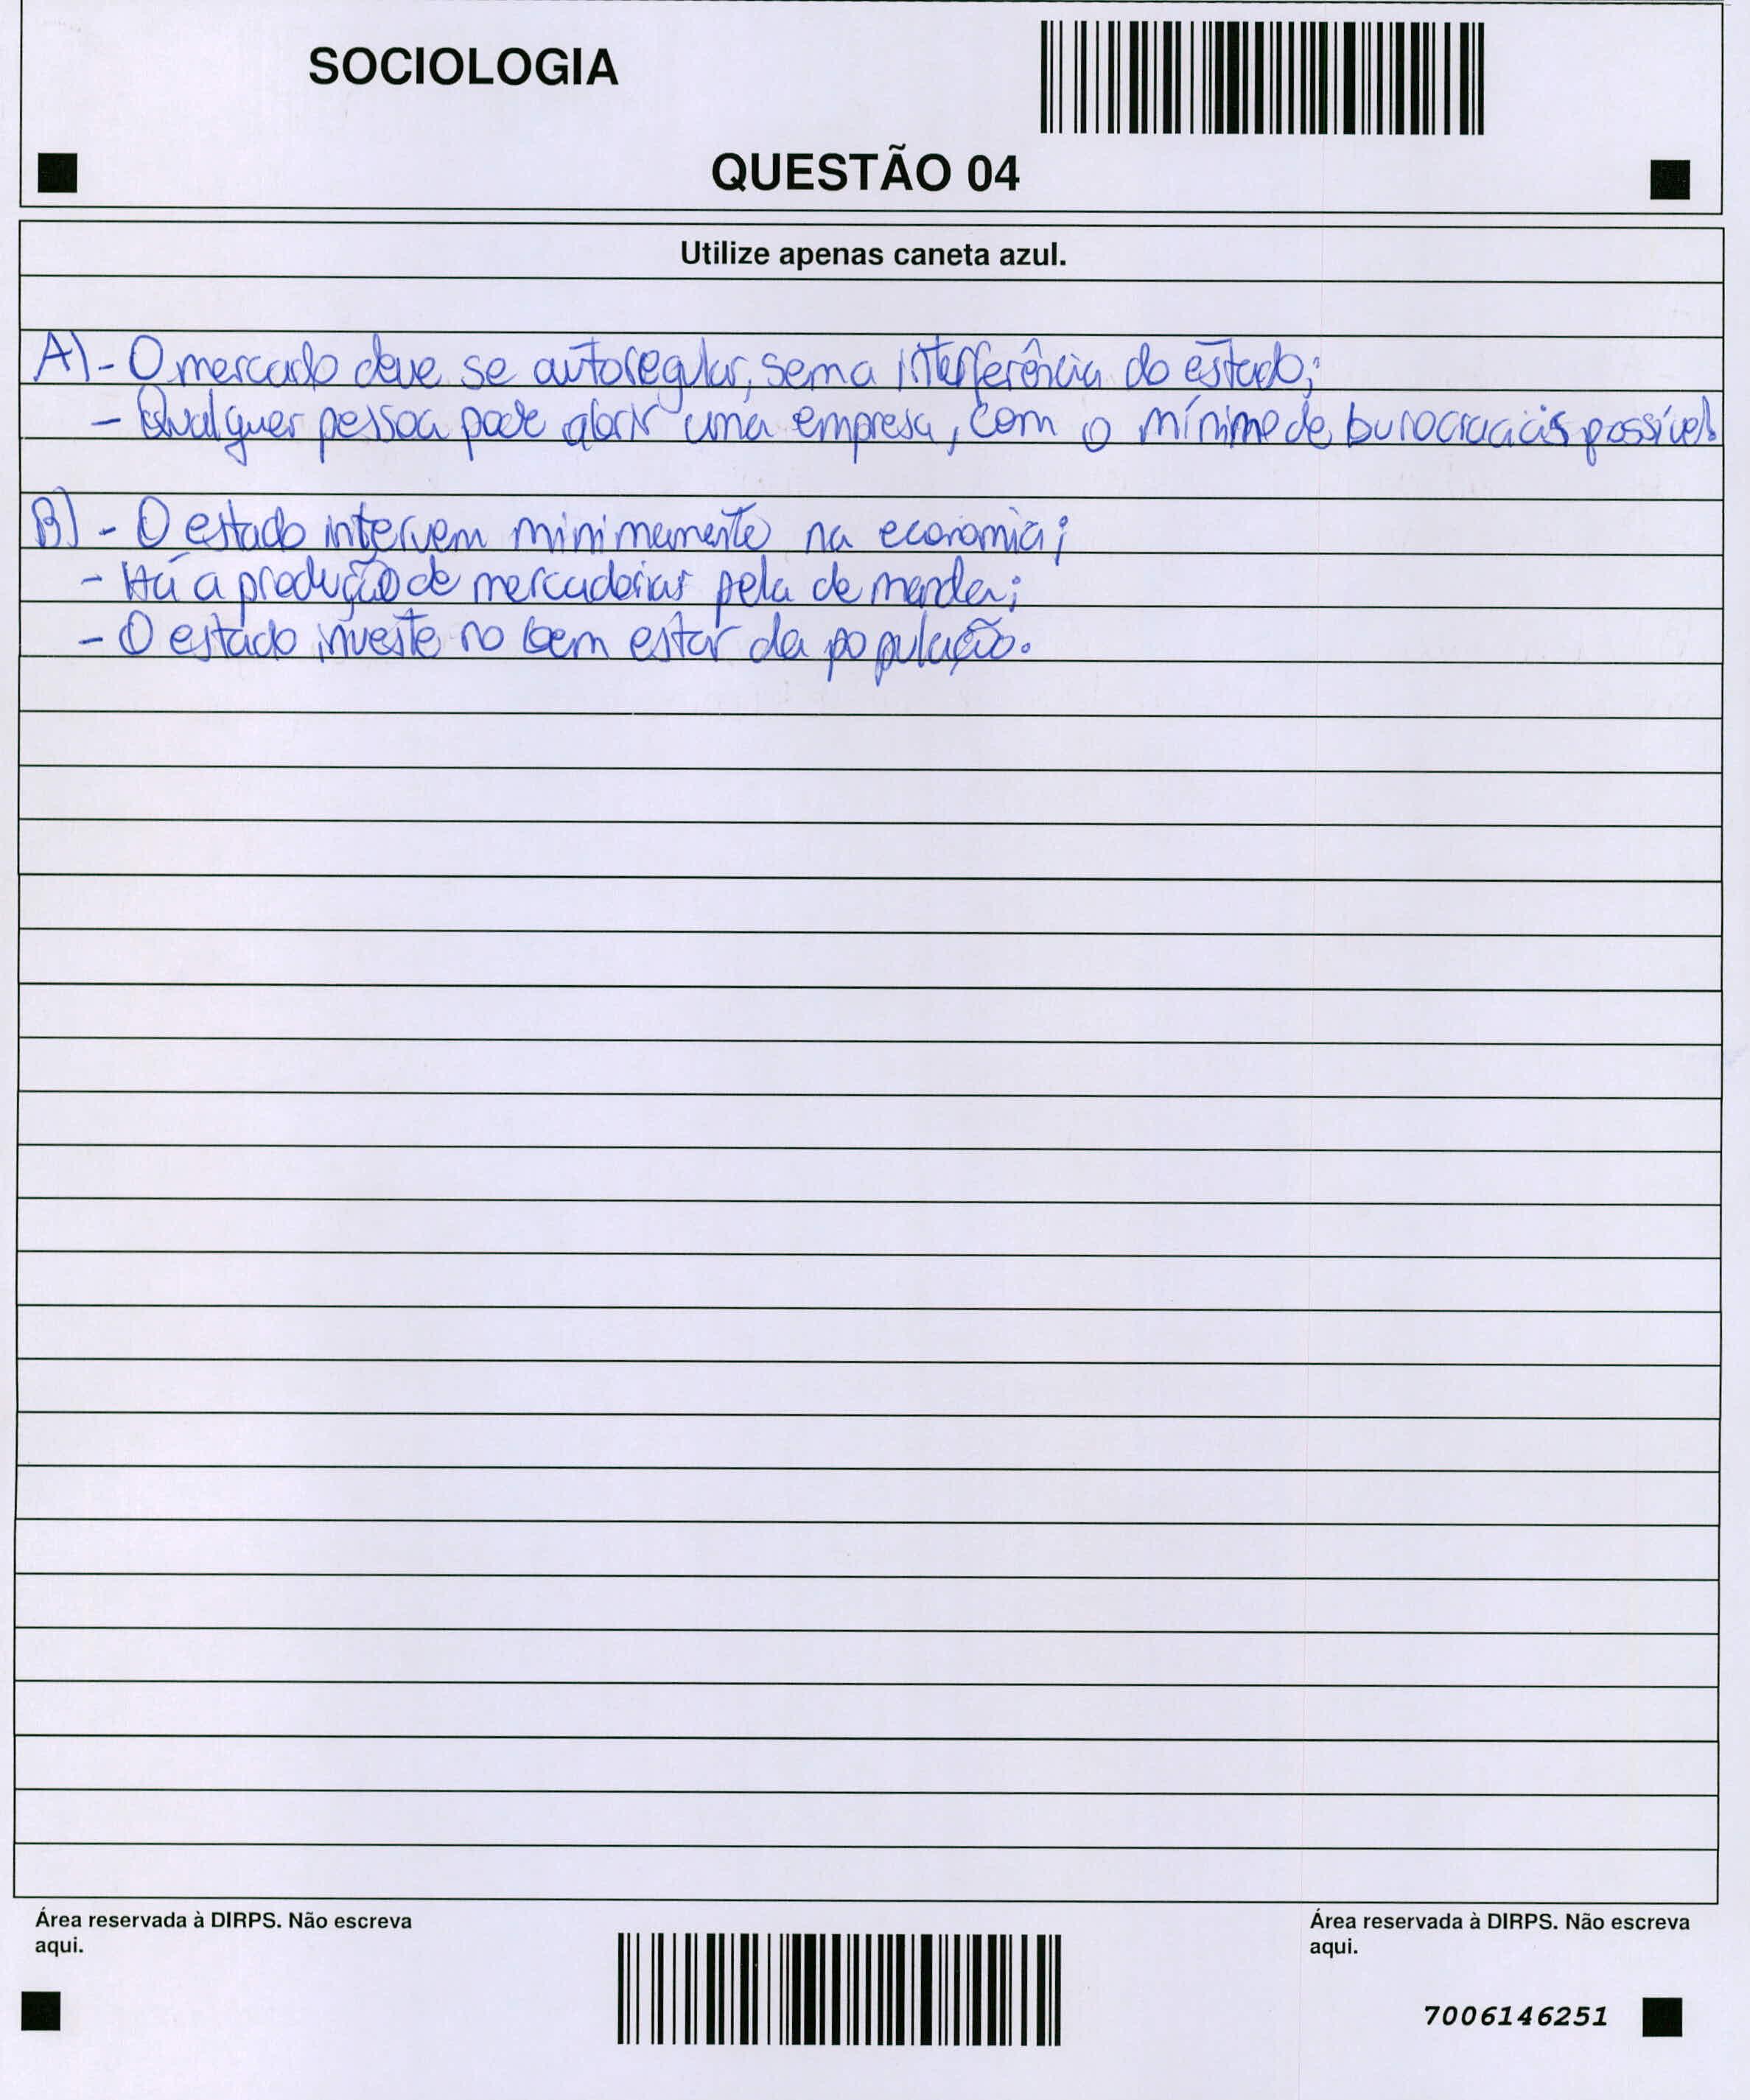 SOCIOLOGIA
QUESTÃO 04
Utilize apenas caneta azul.
A) - O mercado deve se autoregular, sem a interferência do estado;
- Qualquer pessoa pode abrir uma empresa, com o mínimo de burocracias possível
B) - O estado intervem minimamente na economia;
- Há a produção de mercadorias pela demanda;
- O estado investe no bem estar da população.
Área reservada à DIRPS. Não escreva
aqui.
Área reservada à DIRPS. Não escreva
aqui.
7006146251